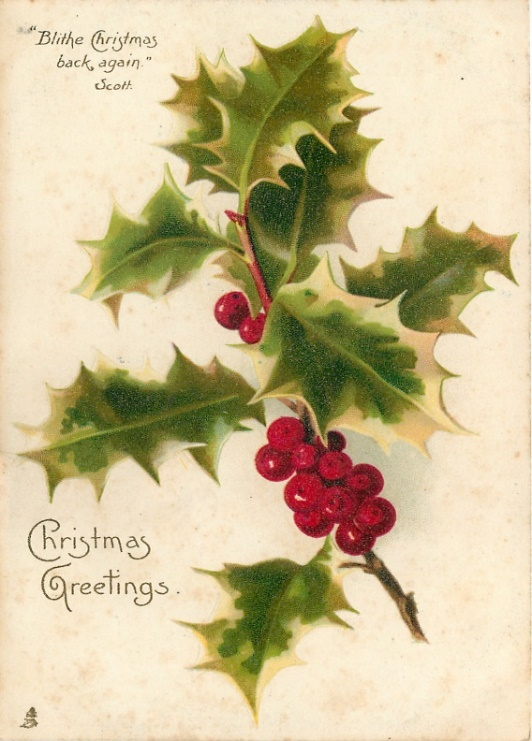 "Blithe Christmas
back again."
Scott.
Christmas
Greetings.